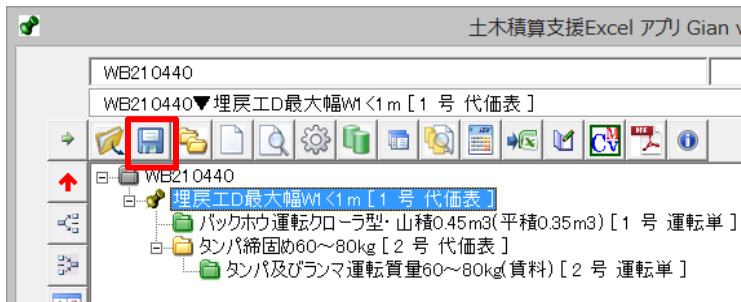 土木積算支援Excel アプリ Gian v
WB210440
WB210440▼埋戻工D最大幅W1<1m [ 1 号 代価表 ]
WB210440
埋戻工D最大幅W1<1m [ 1 号 代価表 ]
バックホウ運転クローラ型・山積0.45m3(平積0.35m3) [ 1 号 運転単 ]
タンパ締固め60～80kg [ 2 号 代価表 ]
タンパ及びランマ運転質量60～80kg(賃料) [ 2 号 運転単 ]